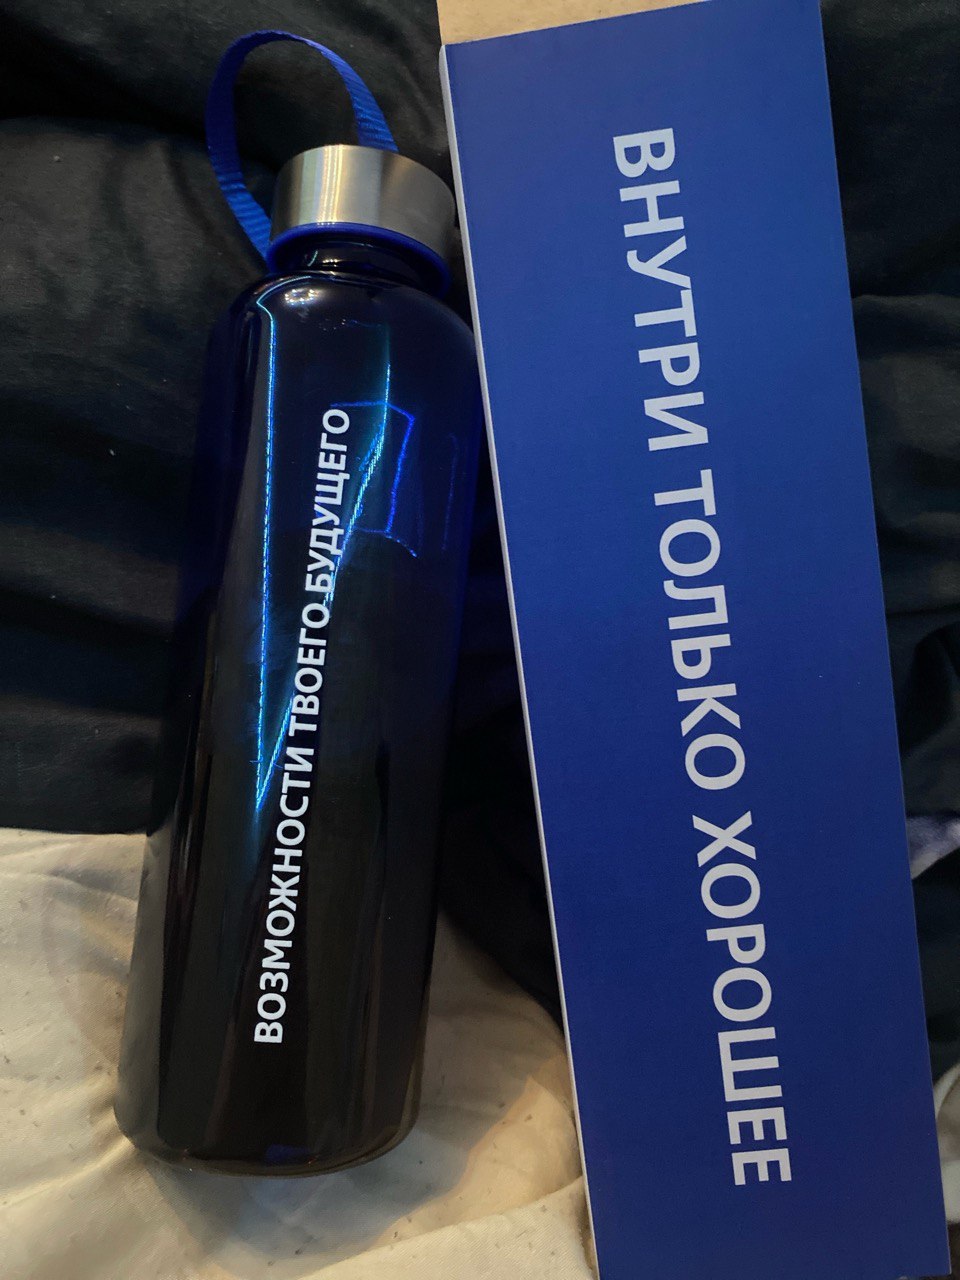 ВОЗМОЖНОСТИ ТВОЕГО БУДУЩЕГО
ВНУТРИ ТОЛЬКО ХОРОШЕЕ